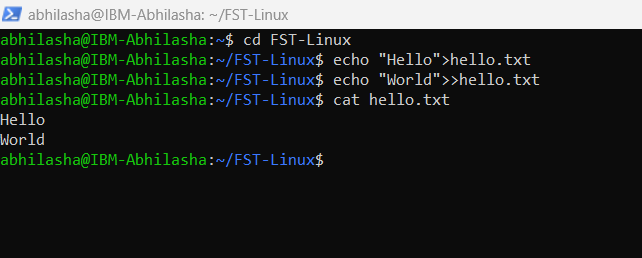 abhilasha@IBM-Abhilasha: ~/FST-Linux
abhilasha@IBM-Abhilasha:~$ cd FST-Linux
abhilasha@IBM-Abhilasha:~/FST-Linux$ echo "Hello">hello.txt
abhilasha@IBM-Abhilasha:~/FST-Linux$ echo "World">>hello.txt
abhilasha@IBM-Abhilasha:~/FST-Linux$ cat hello.txt
Hello
World
abhilasha@IBM-Abhilasha:~/FST-Linux$